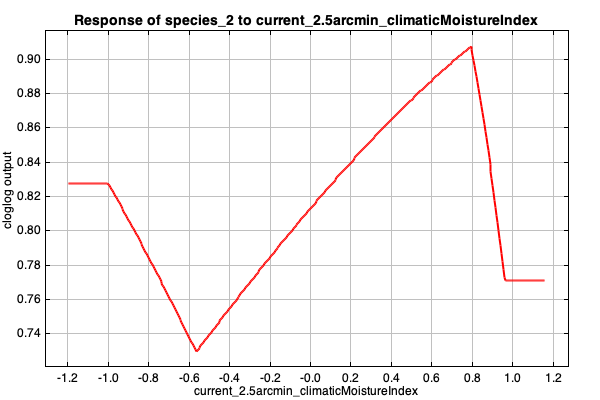 Response of species_2 to current_2.5arcmin_climaticMoistureIndex
cloglog output
0.90
0.88
0.86
0.84
0.82
0.80
0.78
0.76
0.74
-1.2 -1.0 -0.8 -0.6 -0.4 -0.2 -0.0 0.2 0.4 0.6 0.8 1.0 1.2
current_2.5arcmin_climaticMoistureIndex